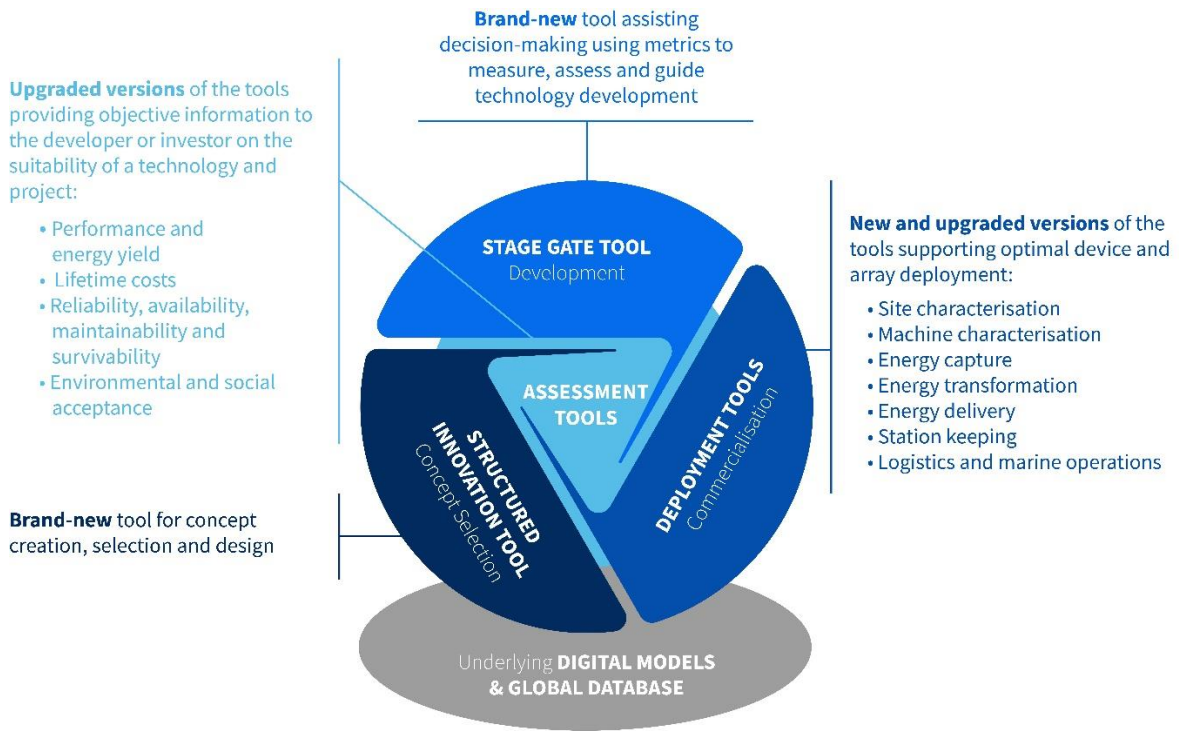 Brand-new tool assisting
decision-making using metrics to
measure, assess and guide
technology development
Upgraded versions of the tools
providing objective information to
the developer or investor on the
suitability of a technology and
project:
• Performance and
energy yield
• Lifetime costs
• Reliability, availability,
maintainability and
survivability
• Environmental and social
acceptance
Brand-new tool for concept
creation, selection and design
STAGE GATE TOOL
Development
ASSESSMENT
TOOLS
STRUCTURED
INNOVATION TOOL
Concept Selection
DEPLOYMENT TOOLS
Commercialisation
New and upgraded versions of the
tools supporting optimal device and
array deployment:
• Site characterisation
• Machine characterisation
• Energy capture
• Energy transformation
• Energy delivery
• Station keeping
• Logistics and marine operations
Underlying DIGITAL MODELS
& GLOBAL DATABASE